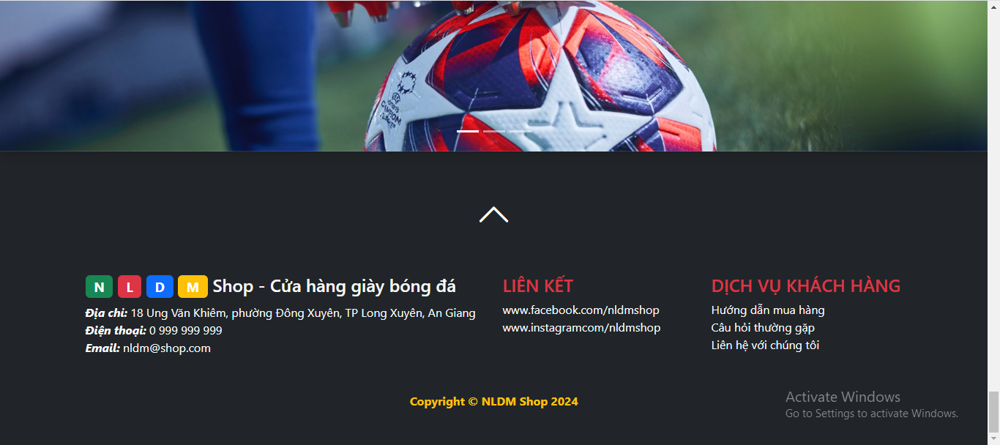 UEFA
N L D M Shop - Cửa hàng giày bóng đá
Địa chỉ: 18 Ung Văn Khiêm, phường Đông Xuyên, TP Long Xuyên, An Giang
Điện thoại: 0 999 999 999
Email: nldm@shop.com
LIÊN KẾT
www.facebook.com/nldmshop
www.instagramcom/nldmshop
DỊCH VỤ KHÁCH HÀNG
Hướng dẫn mua hàng
Câu hỏi thường gặp
Liên hệ với chúng tôi
Copyright © NLDM Shop 2024
Activate Windows
Go to Settings to activate Windows.